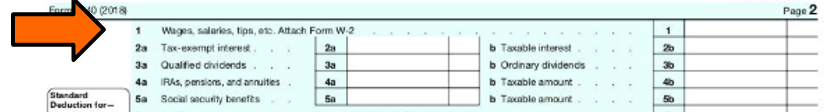 Form 1040 (2018) Page 2
1 Wages, salaries, tips, etc. Attach Form W-2 . . . . . . . . . . . . . 1
2a Tax-exempt interest . . . 2a b Taxable interest . . . . 2b
3a Qualified dividends . . . 3a b Ordinary dividends . . . 3b
4a IRAs, pensions, and annuities . 4a b Taxable amount . . . . 4b
Standard
Deduction for—
5a Social security benefits . . 5a b Taxable amount . . . . 5b